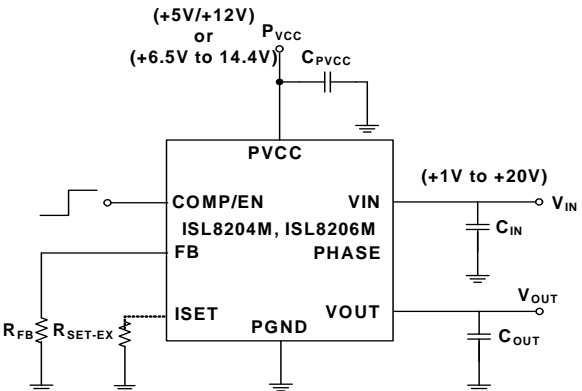 (+5V/+12V)
or
(+6.5V to 14.4V)
PVCC
CPVCC
PVCC
COMP/EN
VIN
(+1V to +20V)
VIN
ISL8204M, ISL8206M
CIN
FB
PHASE
ISET
VOUT
VOUT
PGND
RFB
RSET-EX
COUT